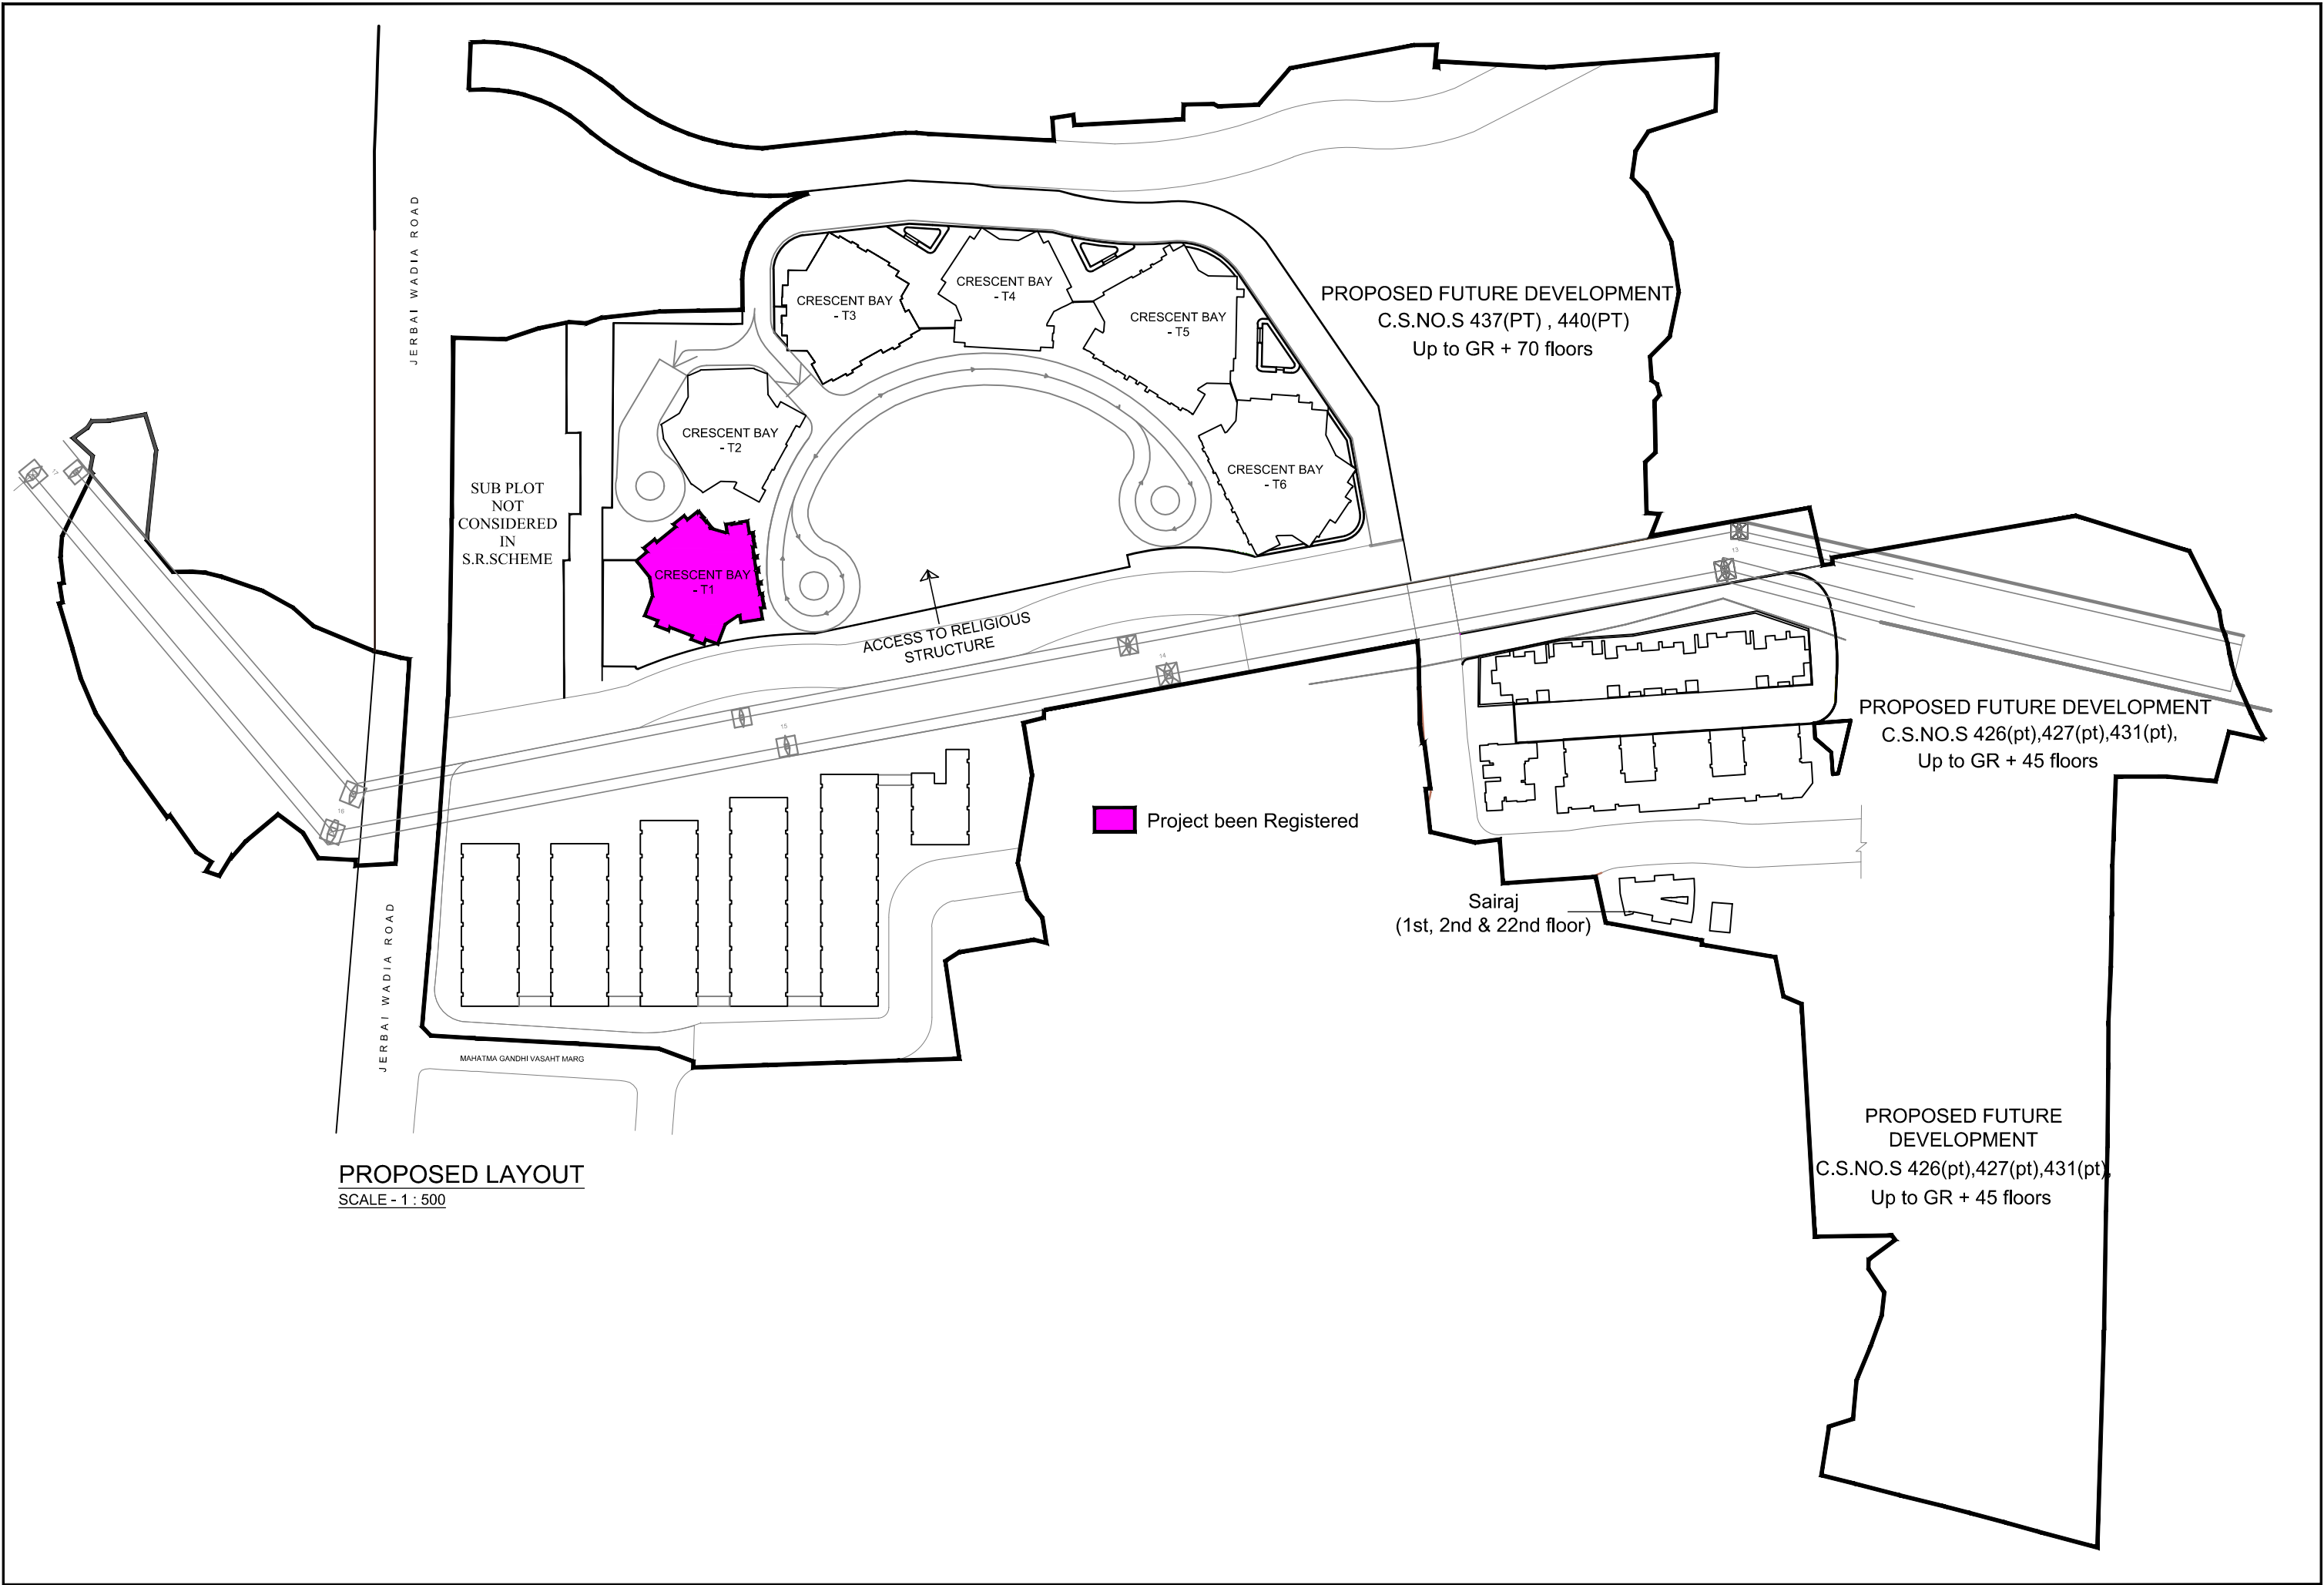 JERBAI WADIA ROAD
CRESCENT BAY
- T3
CRESCENT BAY
- T4
CRESCENT BAY
- T5
PROPOSED FUTURE DEVELOPMENT
C.S.NO.S 437(PT) , 440(PT)
Up to GR + 70 floors
CRESCENT BAY
- T2
CRESCENT BAY
- T6
SUB PLOT
NOT
CONSIDERED
IN
S.R.SCHEME
CRESCENT BAY
- T1
ACCESS TO RELIGIOUS
STRUCTURE
13
14
15
16
PROPOSED FUTURE DEVELOPMENT
C.S.NO.S 426(pt),427(pt),431(pt),
Up to GR + 45 floors
Project been Registered
Sairaj
(1st, 2nd & 22nd floor)
JERBAI WADIA ROAD
MAHATMA GANDHI VASAHT MARG
PROPOSED FUTURE
DEVELOPMENT
C.S.NO.S 426(pt),427(pt),431(pt),
Up to GR + 45 floors
PROPOSED LAYOUT
SCALE - 1 : 500